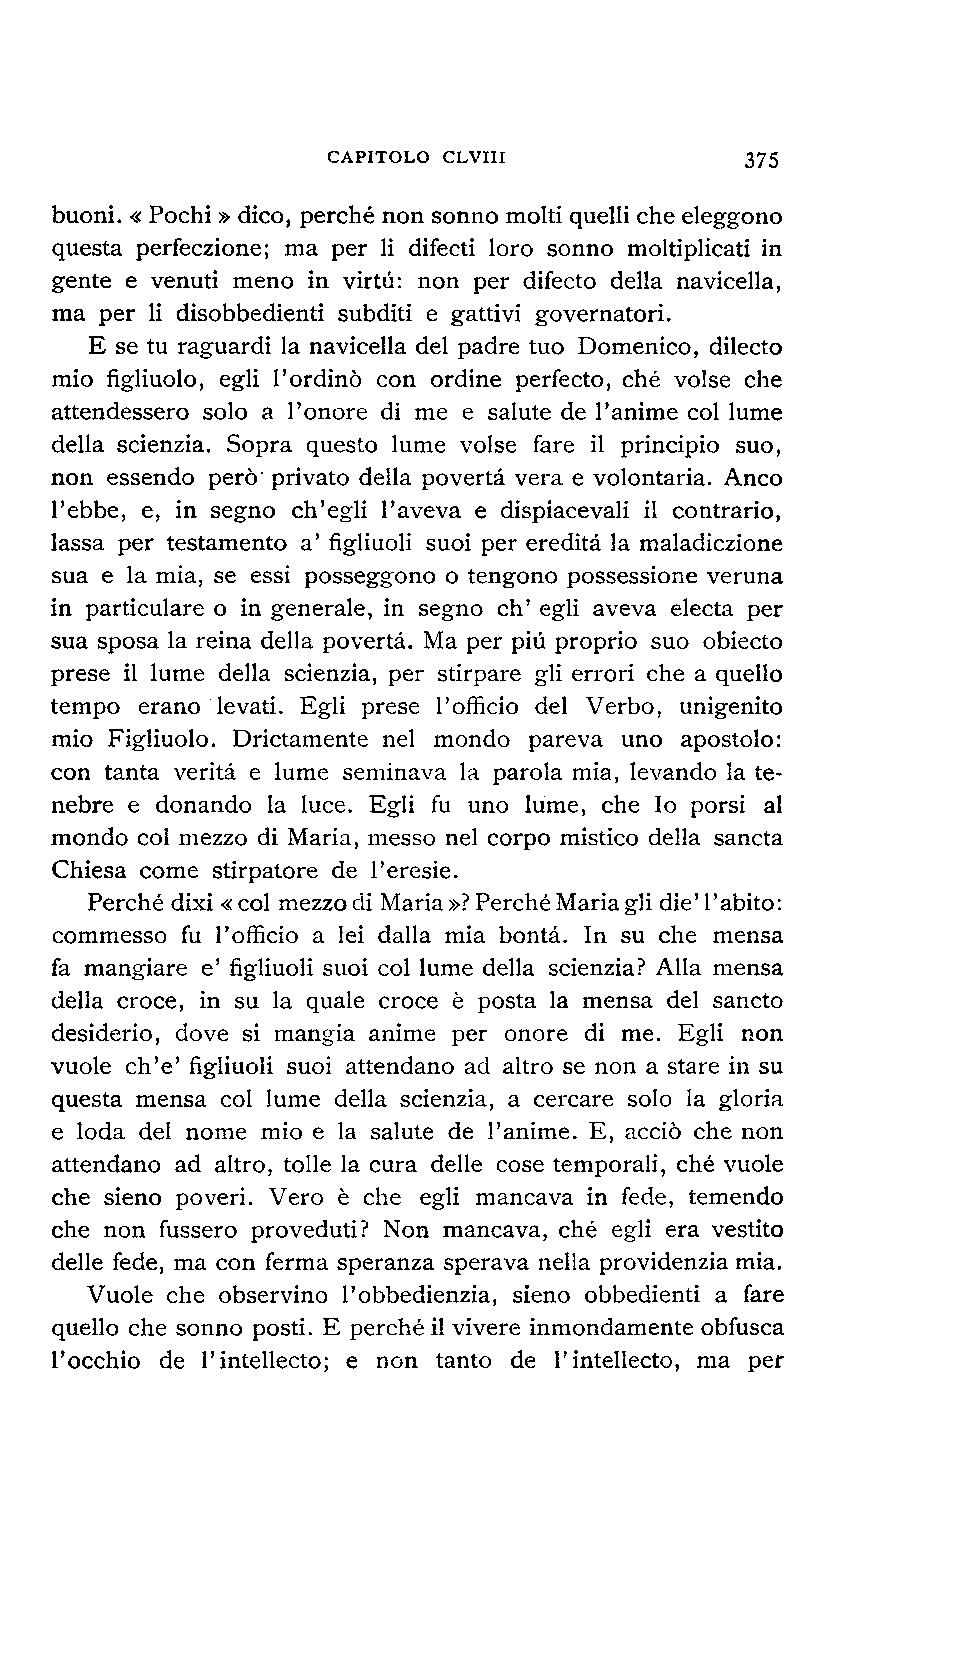 CAPITOLO CLVIII 375
buoni. « Pochi » dico, perché non sonno molti quelli che eleggono
questa perfeczione; ma per li difecti loro sonno moltiplicati in
gente e venuti meno in virtú: non per difecto della navicella,
ma per li disobbedienti subditi e gattivi governatori.
E se tu raguardi la navicella del padre tuo Domenico, dilecto
mio figliuolo, egli l'ordinò con ordine perfecto, ché volse che
attendessero solo a l'onore di me e salute de l'anime col lume
della scienzia. Sopra questo lume volse fare il principio suo,
non essendo però privato della povertá vera e volontaria. Anco
l'ebbe, e, in segno ch'egli l'aveva e dispiacevali il contrario,
lassa per testamento a' figliuoli suoi per ereditá la maladiczione
sua e la mia, se essi posseggono o tengono possessione veruna
in particulare o in generale, in segno ch' egli aveva electa per
sua sposa la reina della povertá. Ma per piú proprio suo obiecto
prese il lume della scienzia, per stirpare gli errori che a quello
tempo erano levati. Egli prese l'officio del Verbo, unigenito
mio Figliuolo. Drictamente nel mondo pareva uno apostolo:
con tanta veritá e lume seminava la parola mia, levando la te-
nebre e donando la luce. Egli fu uno lume, che Io porsi al
mondo col mezzo di Maria, messo nel corpo mistico della sancta
Chiesa come stirpatore de l'eresie.
Perché dixi « col mezzo di Maria »? Perché Maria gli die' l'abito:
commesso fu l'officio a lei dalla mia bontá. In su che mensa
fa mangiare e' figliuoli suoi col lume della scienzia? Alla mensa
della croce, in su la quale croce è posta la mensa del sancto
desiderio, dove si mangia anime per onore di me. Egli non
vuole ch'e' figliuoli suoi attendano ad altro se non a stare in su
questa mensa col lume della scienzia, a cercare solo la gloria
e loda del nome mio e la salute de l'anime. E, acciò che non
attendano ad altro, tolle la cura delle cose temporali, ché vuole
che sieno poveri. Vero è che egli mancava in fede, temendo
che non fussero proveduti? Non mancava, ché egli era vestito
delle fede, ma con ferma speranza sperava nella providenzia mia.
Vuole che observino l'obbedienzia, sieno obbedienti a fare
quello che sonno posti. E perché il vivere inmondamente obfusca
l'occhio de l'intellecto; e non tanto de l'intellecto, ma per